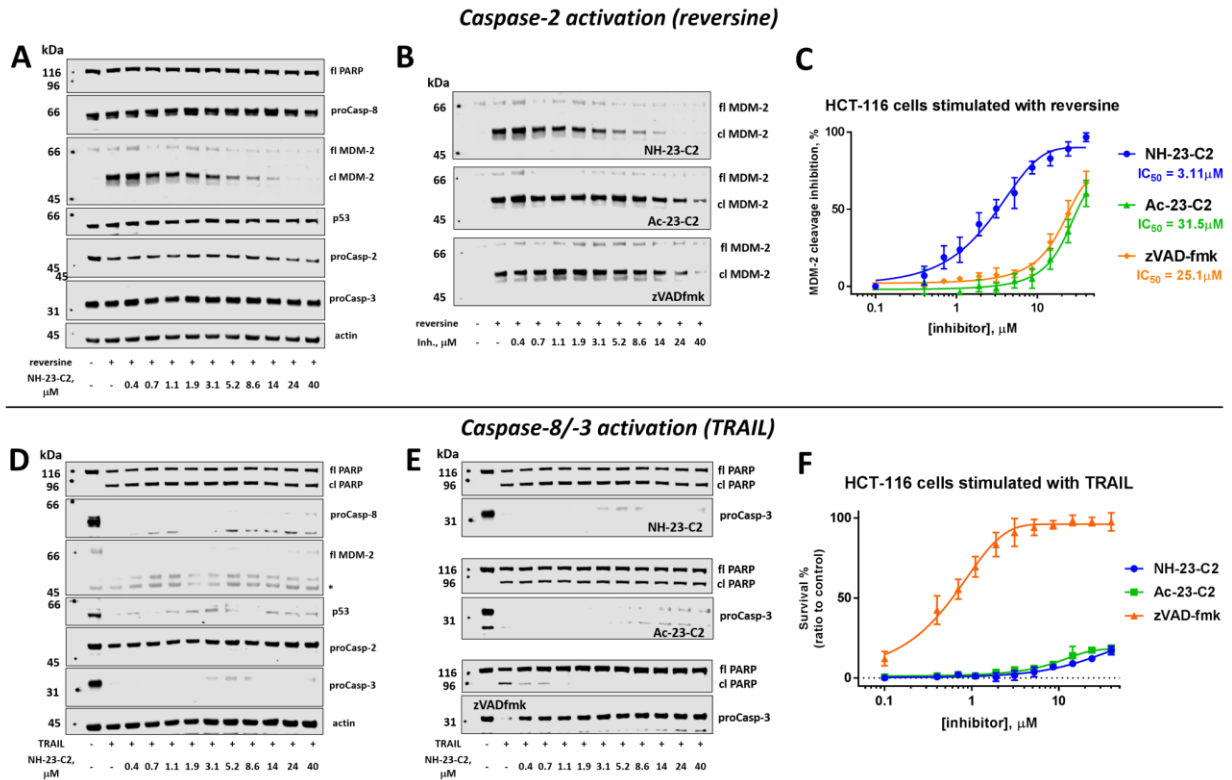 Caspase-2 activation (reversine)
A
kDa
116
96
fl PARP
66
proCasp-8
66
fl MDM-2
cl MDM-2
45
p53
66
45
proCasp-2
45
proCasp-3
31
45
actin
reversine - + + + + + + + + + + +
NH-23-C2, μM - - 0.4 0.7 1.1 1.9 3.1 5.2 8.6 14 24 40
B
kDa
66
fl MDM-2
cl MDM-2
45
NH-23-C2
66
fl MDM-2
cl MDM-2
45
Ac-23-C2
66
fl MDM-2
cl MDM-2
45
zVADfmk
reversine - + + + + + + + + + + +
Inh., μM - - 0.4 0.7 1.1 1.9 3.1 5.2 8.6 14 24 40
C
HCT-116 cells stimulated with reversine
MDM-2 cleavage inhibition, %
100
50
0
0.1
1
10
[inhibitor], μM
NH-23-C2
IC50 = 3.11μM
Ac-23-C2
IC50 = 31.5μM
zVAD-fmk
IC50 = 25.1μM
Caspase-8/-3 activation (TRAIL)
D
kDa
116
96
fl PARP
cl PARP
66
proCasp-8
fl MDM-2
66
45
*
66
p53
45
proCasp-2
45
proCasp-3
31
45
actin
TRAIL - + + + + + + + + + + +
NH-23-C2, μM - - 0.4 0.7 1.1 1.9 3.1 5.2 8.6 14 24 40
E
kDa
116
96
fl PARP
cl PARP
proCasp-3
31
NH-23-C2
116
96
fl PARP
cl PARP
proCasp-3
31
Ac-23-C2
116
96
fl PARP
cl PARP
zVADfmk
31
proCasp-3
TRAIL - + + + + + + + + + + +
NH-23-C2, μM - - 0.4 0.7 1.1 1.9 3.1 5.2 8.6 14 24 40
F
HCT-116 cells stimulated with TRAIL
Survival %
(ratio to control)
100
50
0
0.1
1
10
[inhibitor], μM
NH-23-C2
Ac-23-C2
zVAD-fmk